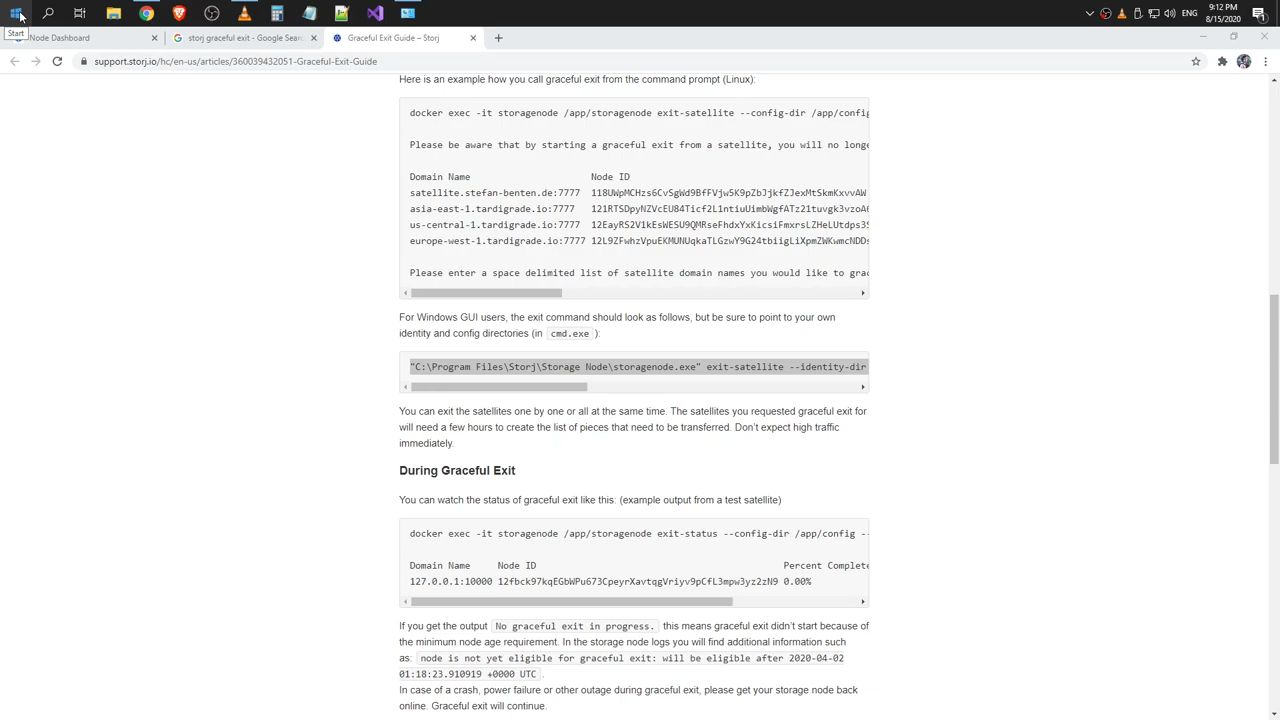 9:12 PM
ENG
8/15/2020
Start
Node Dashboard
storj graceful exit - Google Sear
Graceful Exit Guide – Storj
support.storj.io/hc/en-us/articles/360039432051-Graceful-Exit-Guide
Here is an example how you call graceful exit from the command prompt (Linux):
docker exec -it storagenode /app/storagenode exit-satellite --config-dir /app/config
Please be aware that by starting a graceful exit from a satellite, you will no longe
Domain Name Node ID
satellite.stefan-benten.de:7777 118UWpMCHzs6CvSgWd9BfFVjw5K9pZbJjkfZJexMtSkmKxvvAW
asia-east-1.tardigrade.io:7777 121RTSDpyNZVcEU84Ticf2L1ntiuUimbWgfATz21tuvgk3vzoA6
us-central-1.tardigrade.io:7777 12EayRS2V1kEsWESU9QMRseFhdxYxKicsiFmxrsLZHeLUtdps3S
europe-west-1.tardigrade.io:7777 12L9ZFwhzVpuEKMUNUqkaTLGzwY9G24tbiigLiXpmZWKwmcNDDs
Please enter a space delimited list of satellite domain names you would like to grac
For Windows GUI users, the exit command should look as follows, but be sure to point to your own
identity and config directories (in cmd.exe ):
"C:\Program Files\Storj\Storage Node\storagenode.exe" exit-satellite --identity-dir
You can exit the satellites one by one or all at the same time. The satellites you requested graceful exit for
will need a few hours to create the list of pieces that need to be transferred. Don't expect high traffic
immediately.
During Graceful Exit
You can watch the status of graceful exit like this: (example output from a test satellite)
docker exec -it storagenode /app/storagenode exit-status --config-dir /app/config --
Domain Name Node ID Percent Complete
127.0.0.1:10000 12fbck97kqEGbWPu673CpeyrXavtqgVriyv9pCfL3mpw3yz2zN9 0.00%
If you get the output No graceful exit in progress. this means graceful exit didn't start because of
the minimum node age requirement. In the storage node logs you will find additional information such
as: node is not yet eligible for graceful exit: will be eligible after 2020-04-02
01:18:23.910919 +0000 UTC .
In case of a crash, power failure or other outage during graceful exit, please get your storage node back
online. Graceful exit will continue.